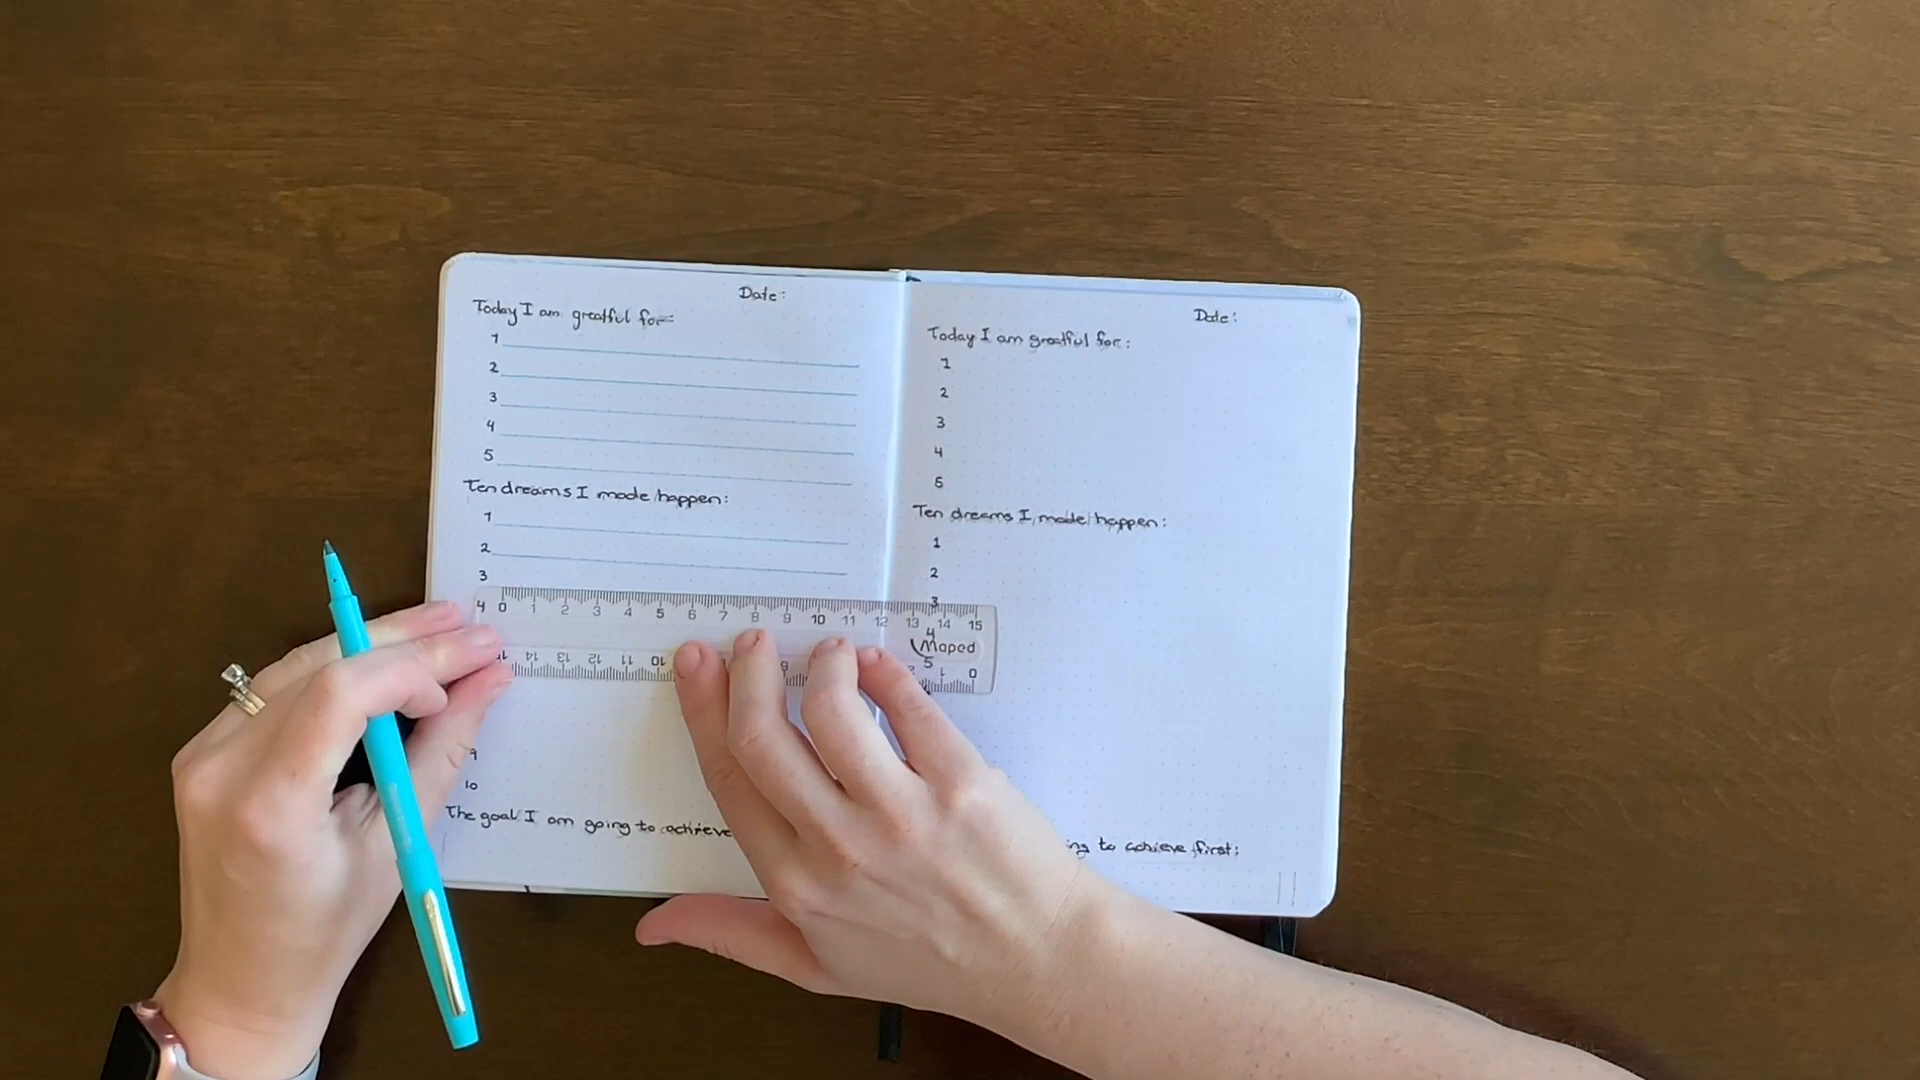 Date:
Today I am greatful for:
1
2
3
4
5
Ten dreams I made happen:
1
2
3
4
0 1 2 3 4 5 6 7 8 9 10 11 12 13 14 15
Maped
9
10
The goal I am going to achieve
Date:
Today I am greatful for:
1
2
3
4
5
Ten dreams I made happen:
1
2
3
4
5
ing to achieve first: